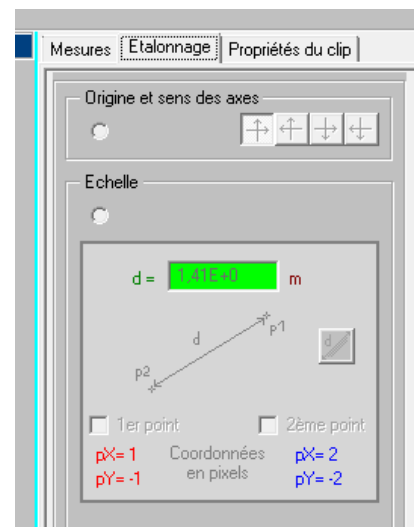 Mesures Etalonnage Propriétés du clip
Origine et sens des axes
Echelle
d = 1,41E+0 m
d p1
d
p2
1er point 2ème point
pX= 1 Coordonnées pX= 2
pY= -1 en pixels pY= -2